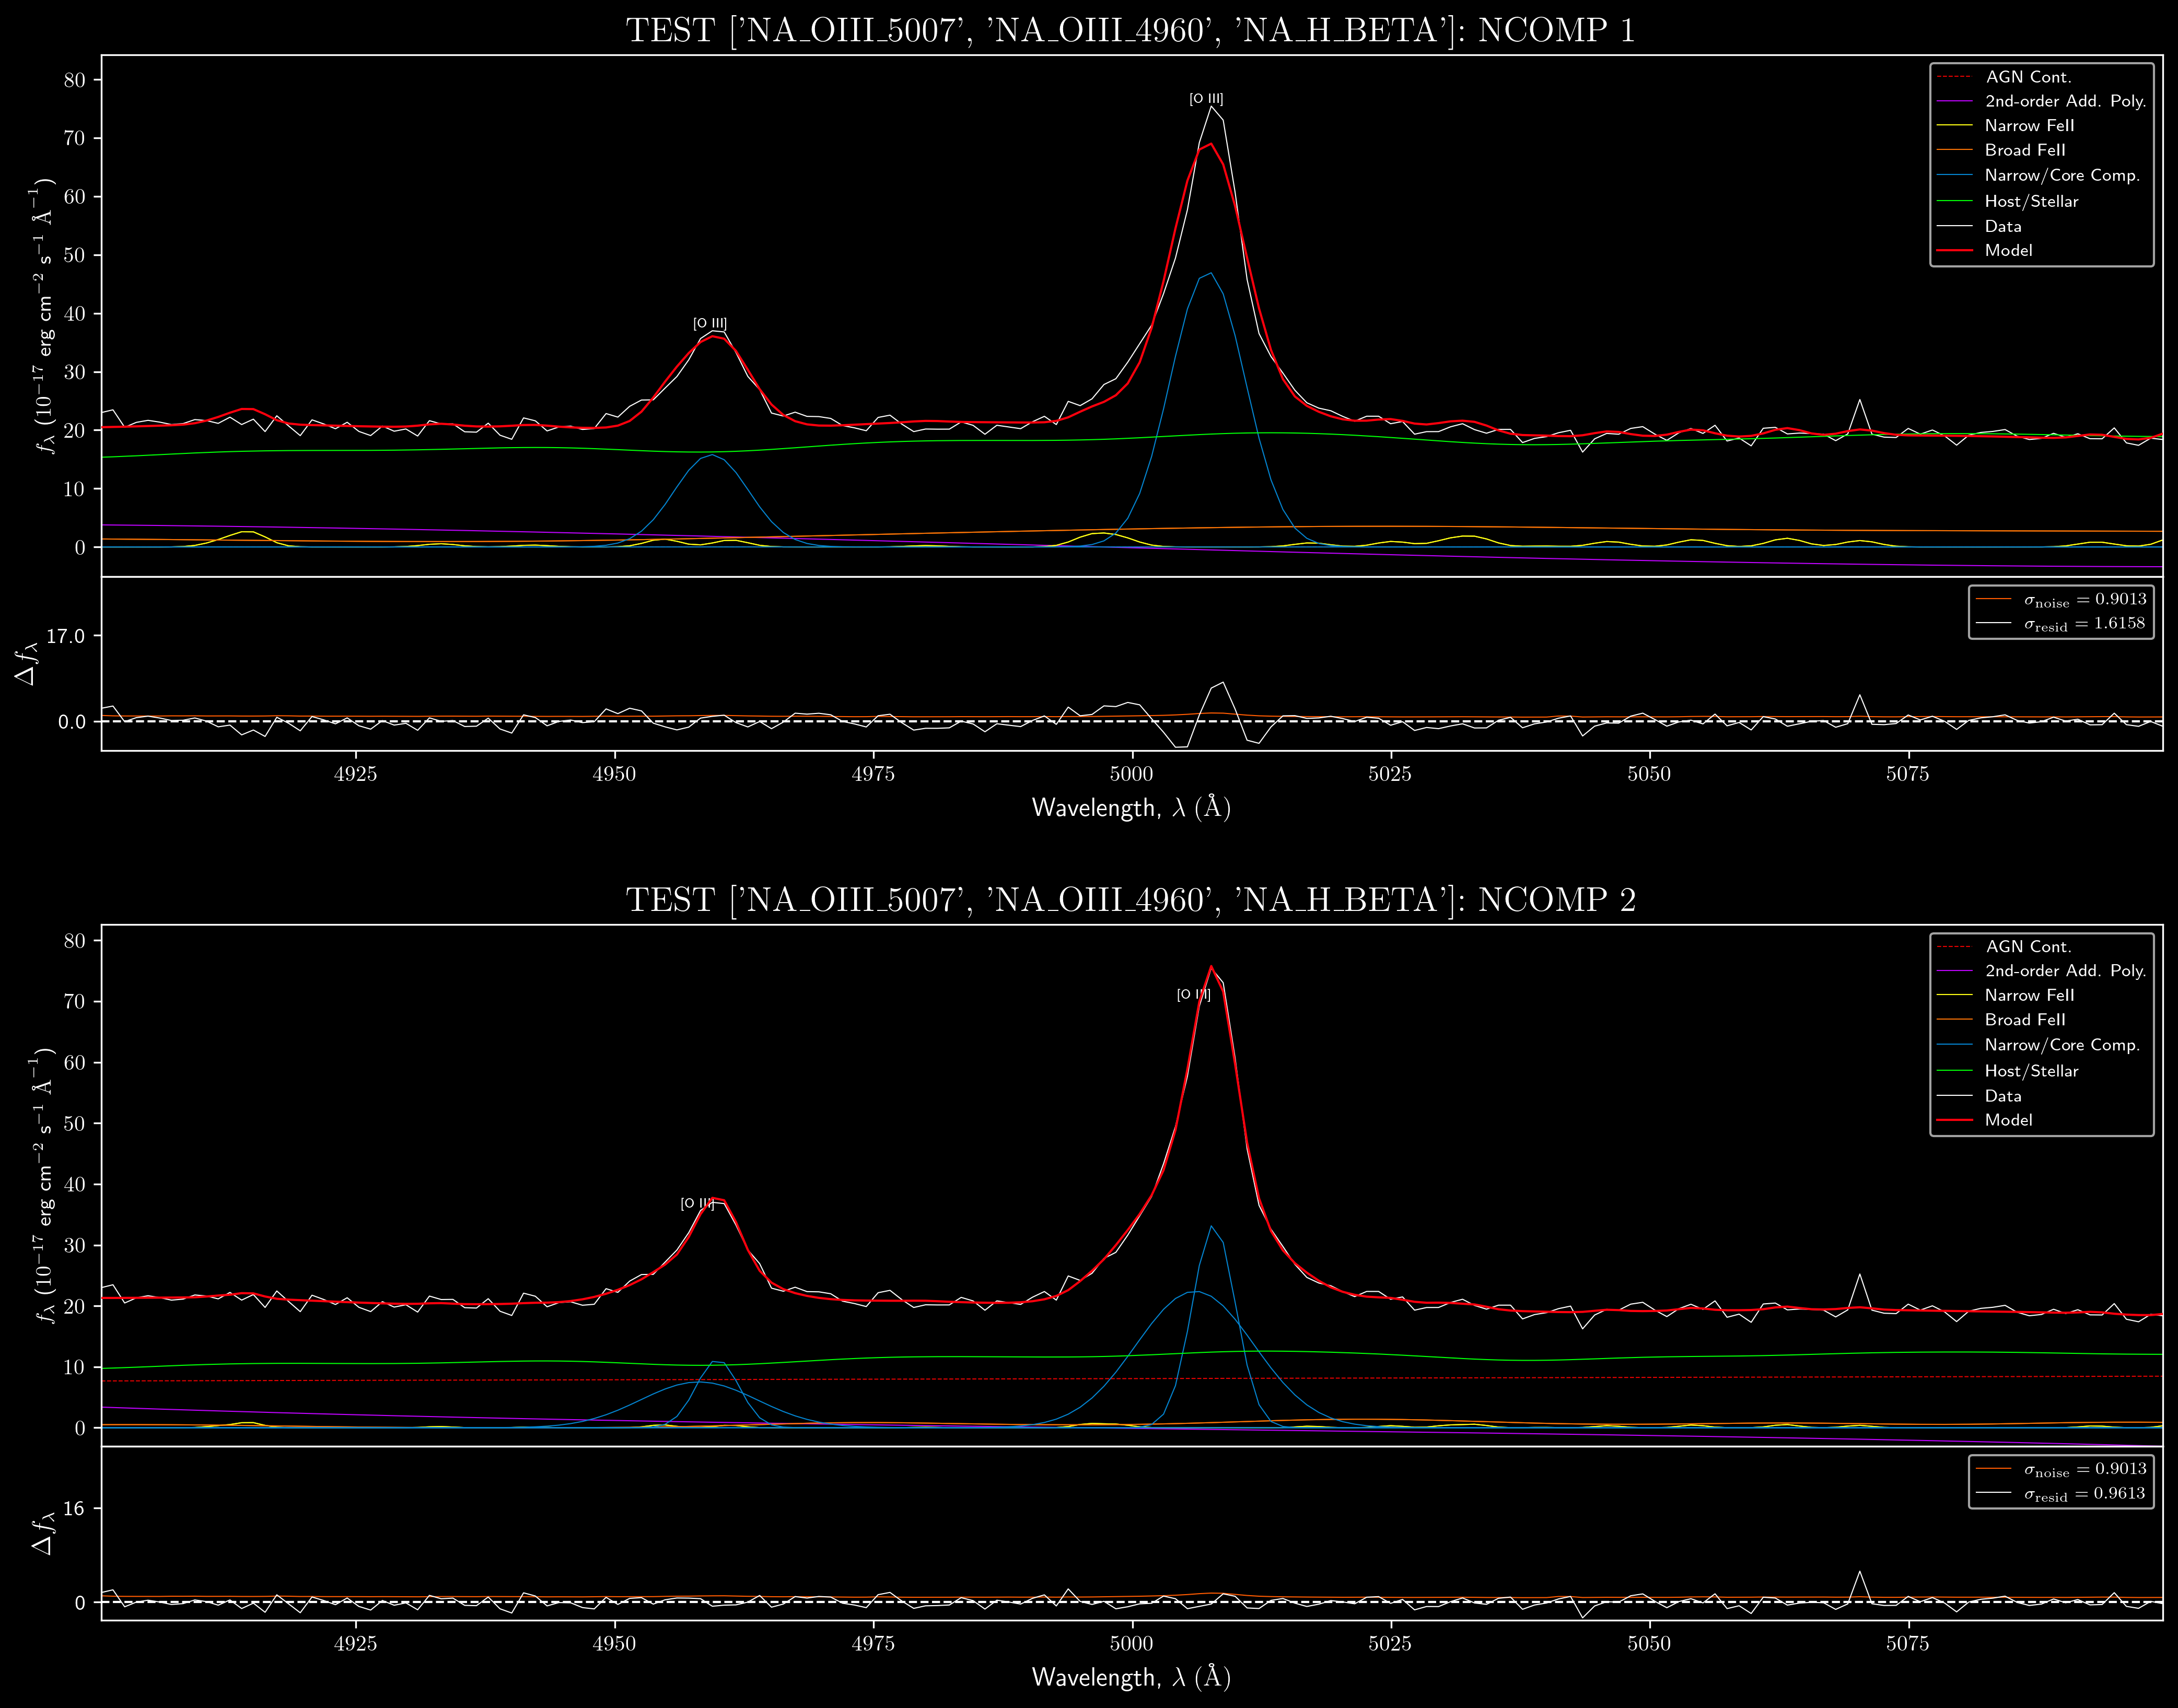 TEST ['NA_OIII_5007', 'NA_OIII_4960', 'NA_H_BETA']: NCOMP 1
80
70
60
50
40
30
20
10
0
fλ (10−17 erg cm−2 s−1 Å−1)
[O III]
[O III]
AGN Cont.
2nd-order Add. Poly.
Narrow FeII
Broad FeII
Narrow/Core Comp.
Host/Stellar
Data
Model
17.0
0.0
Δfλ
σnoise = 0.9013
σresid = 1.6158
4925 4950 4975 5000 5025 5050 5075
Wavelength, λ (Å)
TEST ['NA_OIII_5007', 'NA_OIII_4960', 'NA_H_BETA']: NCOMP 2
80
70
60
50
40
30
20
10
0
fλ (10−17 erg cm−2 s−1 Å−1)
[O III]
[O III]
AGN Cont.
2nd-order Add. Poly.
Narrow FeII
Broad FeII
Narrow/Core Comp.
Host/Stellar
Data
Model
16
0
Δfλ
σnoise = 0.9013
σresid = 0.9613
4925 4950 4975 5000 5025 5050 5075
Wavelength, λ (Å)